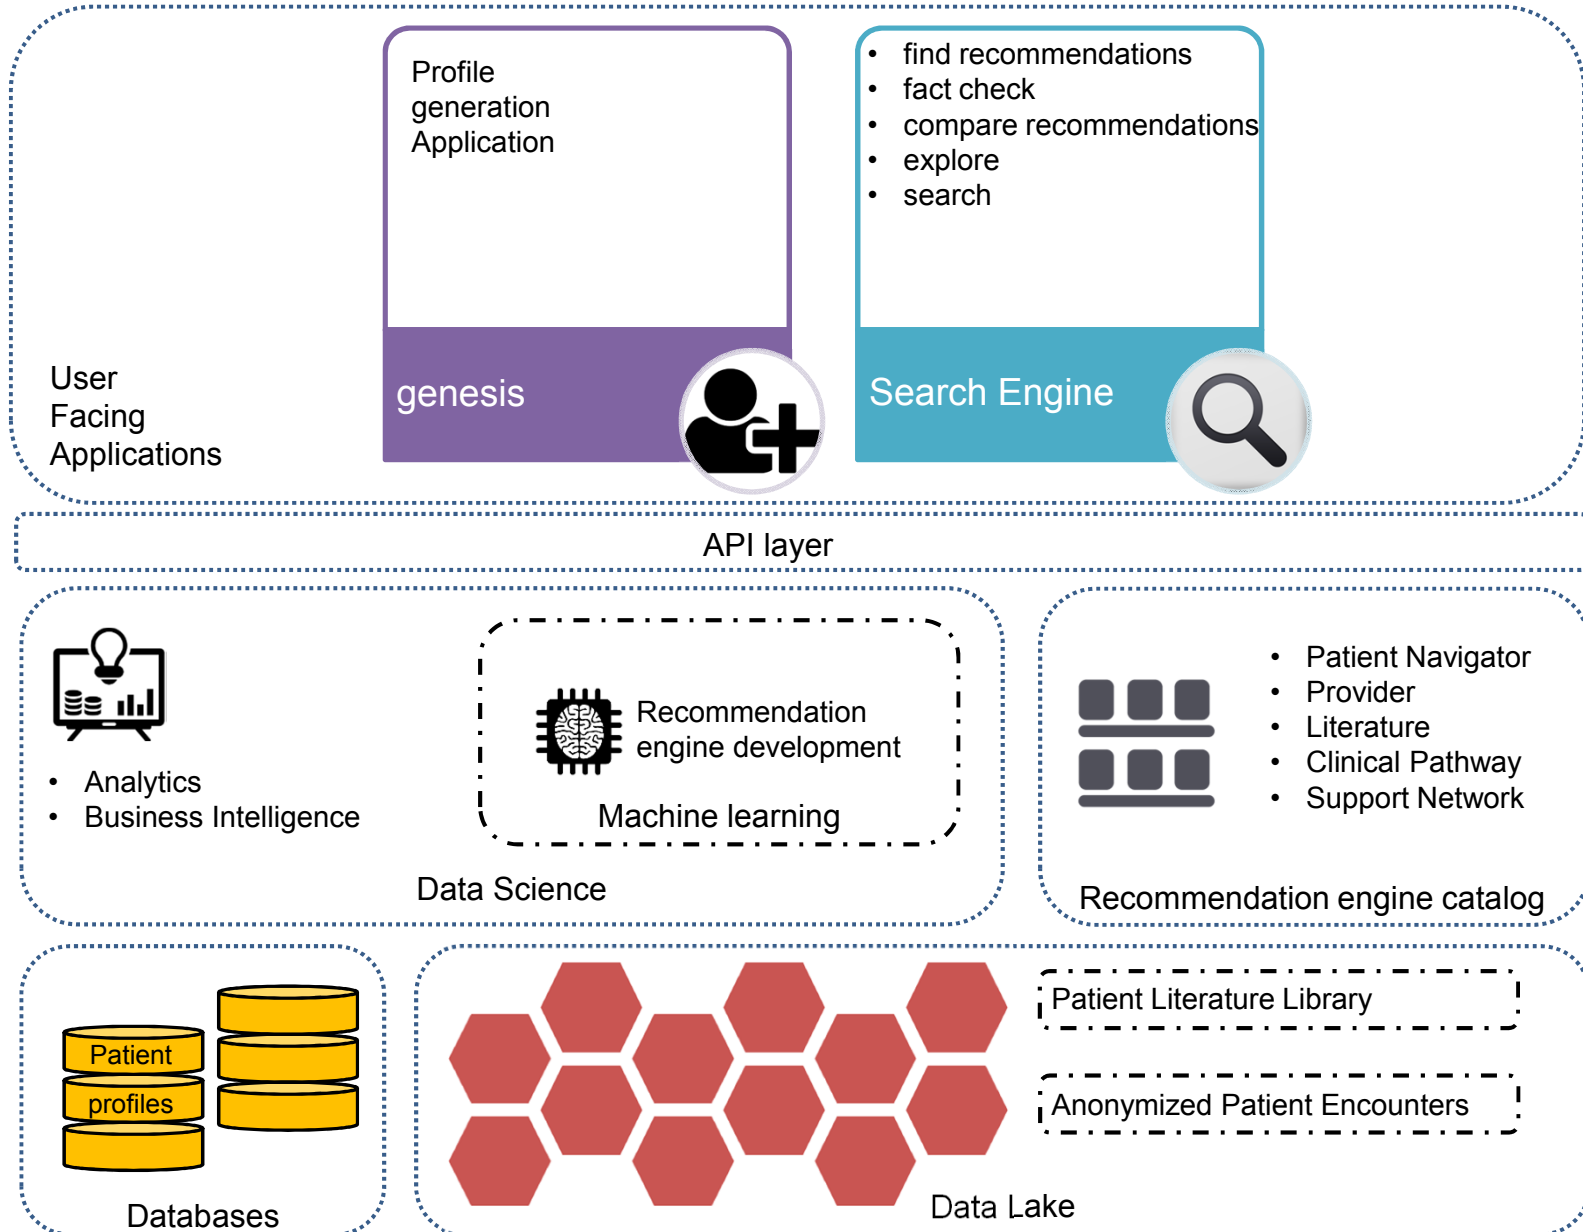 Profile
generation
Application
genesis
• find recommendations
• fact check
• compare recommendations
• explore
• search
Search Engine
User
Facing
Applications
API layer
• Analytics
• Business Intelligence
Recommendation
engine development
Machine learning
Data Science
• Patient Navigator
• Provider
• Literature
• Clinical Pathway
• Support Network
Recommendation engine catalog
Patient
profiles
Databases
Patient Literature Library
Anonymized Patient Encounters
Data Lake